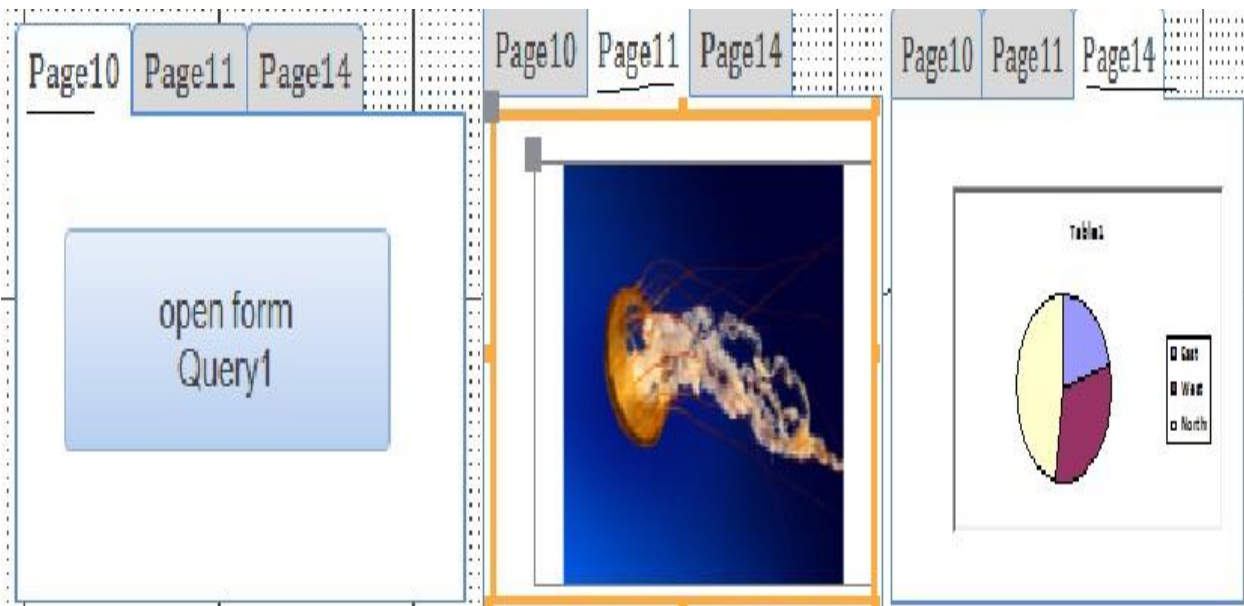 Page10 Page11 Page14
open form
Query1
Page10 Page11 Page14
Page10 Page11 Page14
Table1
East
West
North